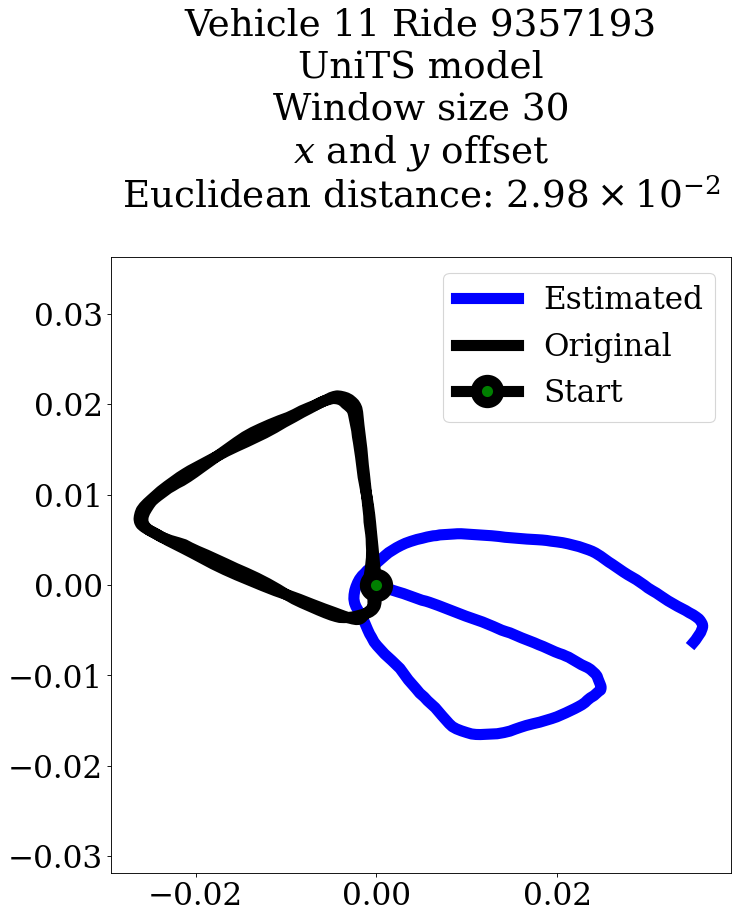 Vehicle 11 Ride 9357193
UniTS model
Window size 30
x and y offset
Euclidean distance: 2.98 × 10⁻²
Estimated
Original
Start
0.03
0.02
0.01
0.00
−0.01
−0.02
−0.03
−0.02 0.00 0.02